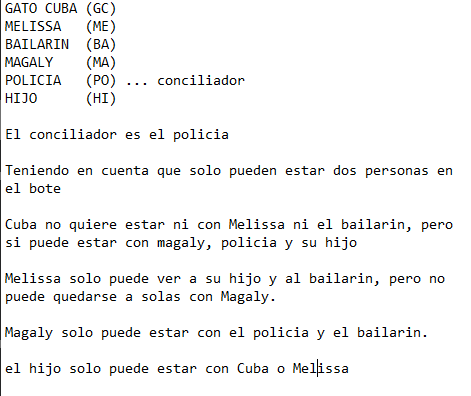 GATO CUBA (GC)
MELISSA   (ME)
BAILARIN  (BA)
MAGALY    (MA)
POLICIA   (PO) ... conciliador
HIJO      (HI)
El conciliador es el policia
Teniendo en cuenta que solo pueden estar dos personas en
el bote
Cuba no quiere estar ni con Melissa ni el bailarin, pero
si puede estar con magaly, policia y su hijo
Melissa solo puede ver a su hijo y al bailarin, pero no
puede quedarse a solas con Magaly.
Magaly solo puede estar con el policia y el bailarin.
el hijo solo puede estar con Cuba o Melissa